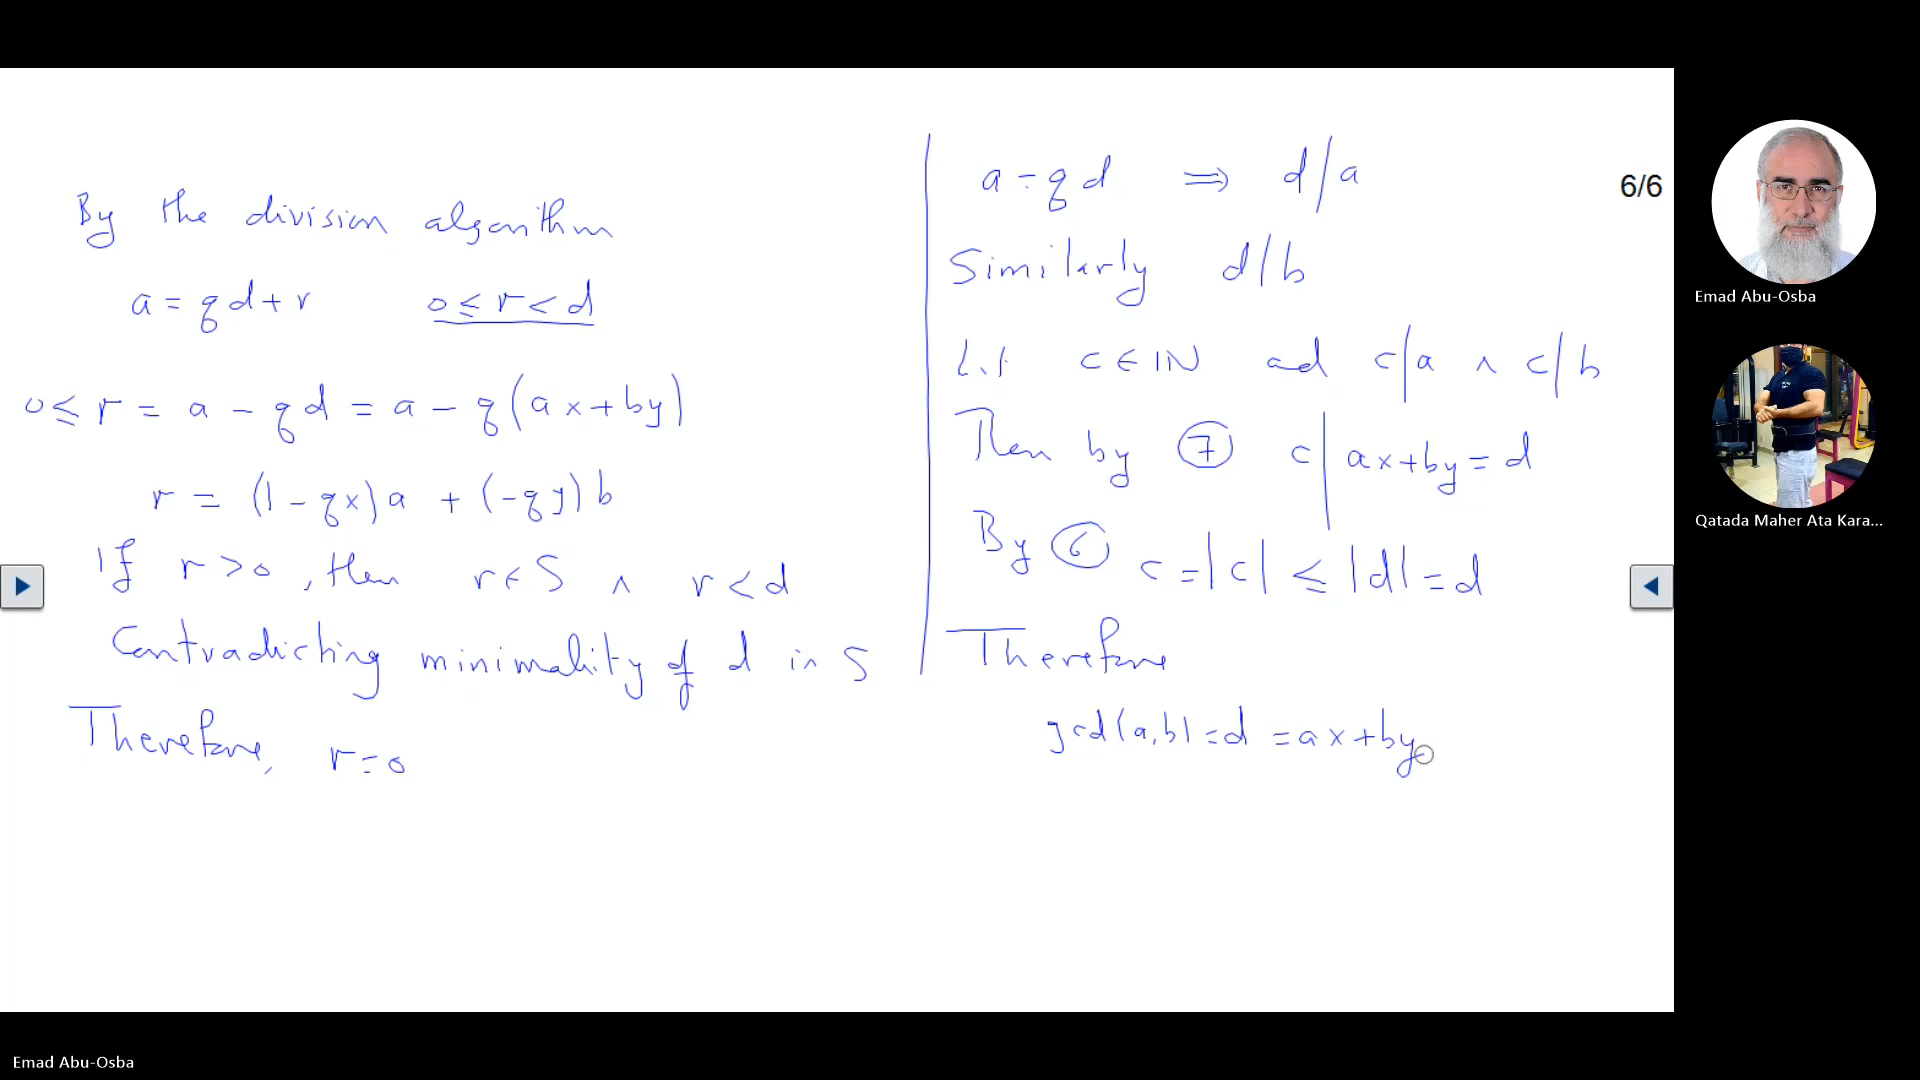 By the division algorithm
a = qd + r 0 ≤ r < d
0 ≤ r = a - qd = a - q(ax + by)
r = (1 - qx)a + (-qy)b
If r > 0, then r ∈ S ∧ r < d
Contradicting minimality of d in S
Therefore, r = 0
a = qd ⟹ d/a
Similarly d/b
Let c ∈ IN and c/a ∧ c/b
Then by ⑦ c | ax + by = d
By ⑥ c = |c| ≤ |d| = d
Therefore
gcd(a,b) = d = ax + by
6/6
Emad Abu-Osba
Qatada Maher Ata Kara...
Emad Abu-Osba